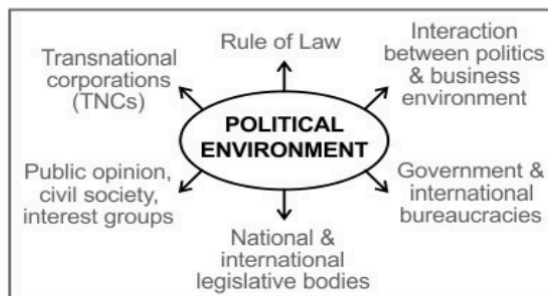 Rule of Law
Interaction
between politics
& business
environment
Transnational
corporations
(TNCs)
POLITICAL
ENVIRONMENT
Public opinion,
civil society,
interest groups
Government &
international
bureaucracies
National &
international
legislative bodies